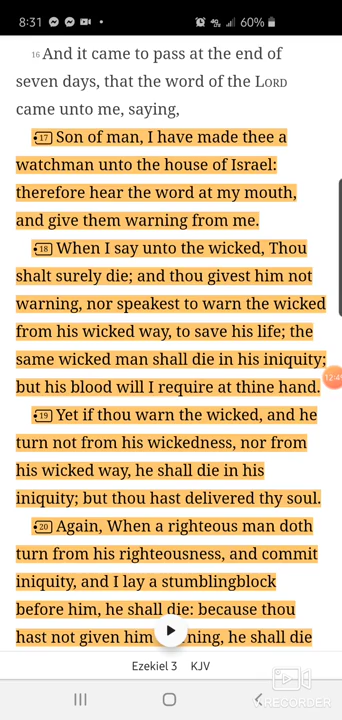 8:31
60%
16 And it came to pass at the end of
seven days, that the word of the LORD
came unto me, saying,
17 Son of man, I have made thee a
watchman unto the house of Israel:
therefore hear the word at my mouth,
and give them warning from me.
18 When I say unto the wicked, Thou
shalt surely die; and thou givest him not
warning, nor speakest to warn the wicked
from his wicked way, to save his life; the
same wicked man shall die in his iniquity;
but his blood will I require at thine hand.
12:4
19 Yet if thou warn the wicked, and he
turn not from his wickedness, nor from
his wicked way, he shall die in his
iniquity; but thou hast delivered thy soul.
20 Again, When a righteous man doth
turn from his righteousness, and commit
iniquity, and I lay a stumblingblock
before him, he shall die: because thou
hast not given him ning, he shall die
Ezekiel 3 KJV
RECORDER